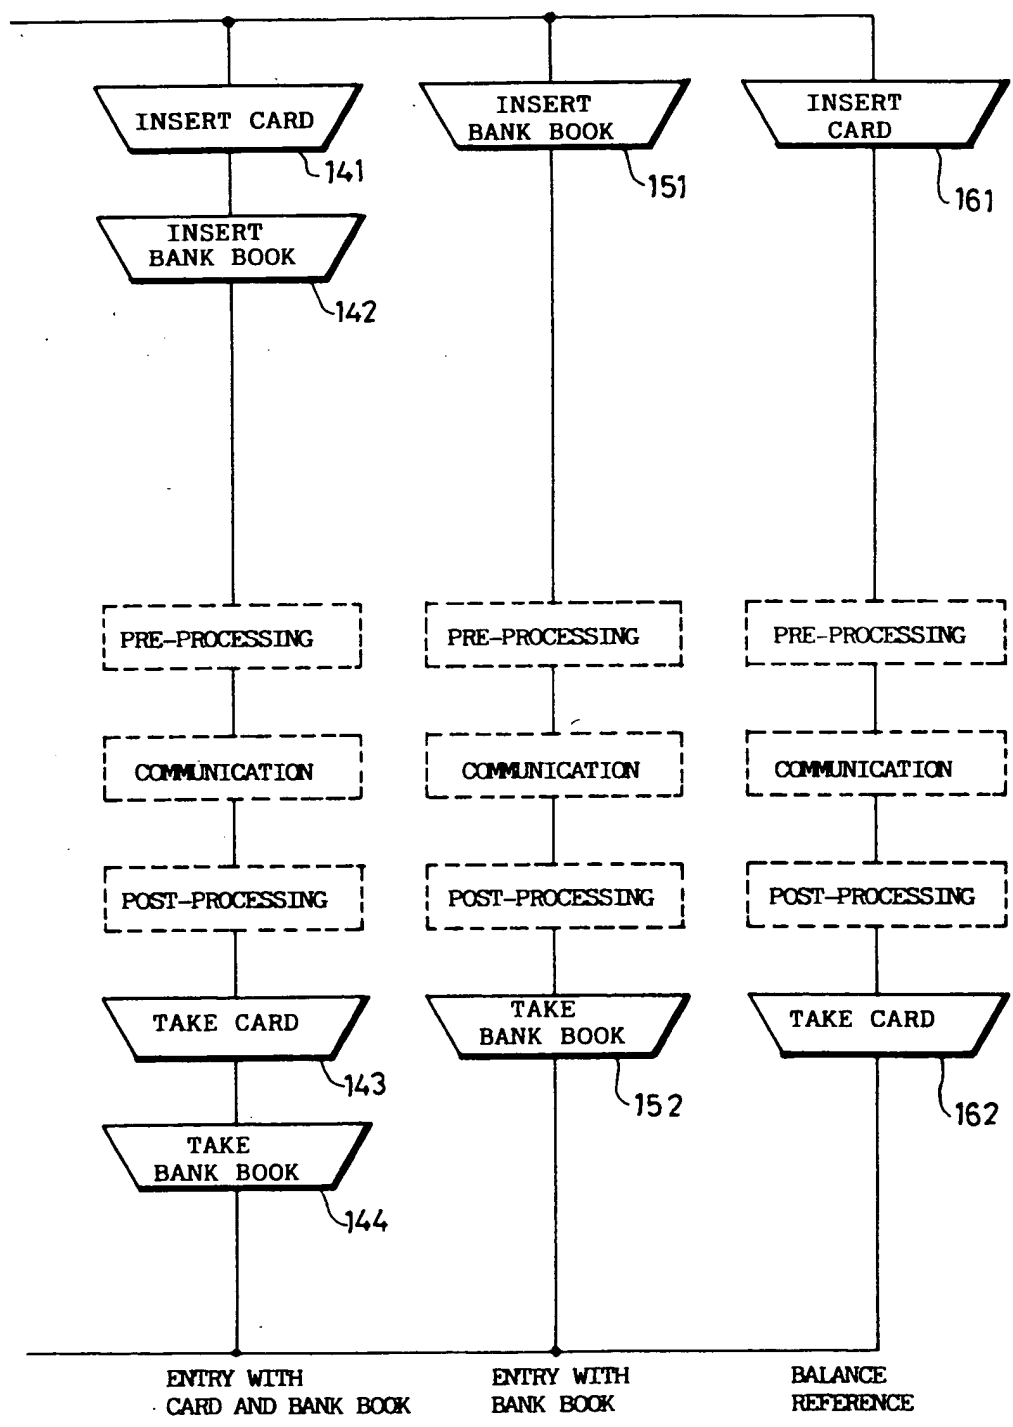 INSERT CARD
141
INSERT
BANK BOOK
142
PRE-PROCESSING
COMMUNICATION
POST-PROCESSING
TAKE CARD
143
TAKE
BANK BOOK
144
ENTRY WITH
CARD AND BANK BOOK
INSERT
BANK BOOK
151
PRE-PROCESSING
COMMUNICATION
POST-PROCESSING
TAKE
BANK BOOK
152
ENTRY WITH
BANK BOOK
INSERT
CARD
161
PRE-PROCESSING
COMMUNICATION
POST-PROCESSING
TAKE CARD
162
BALANCE
REFERENCE